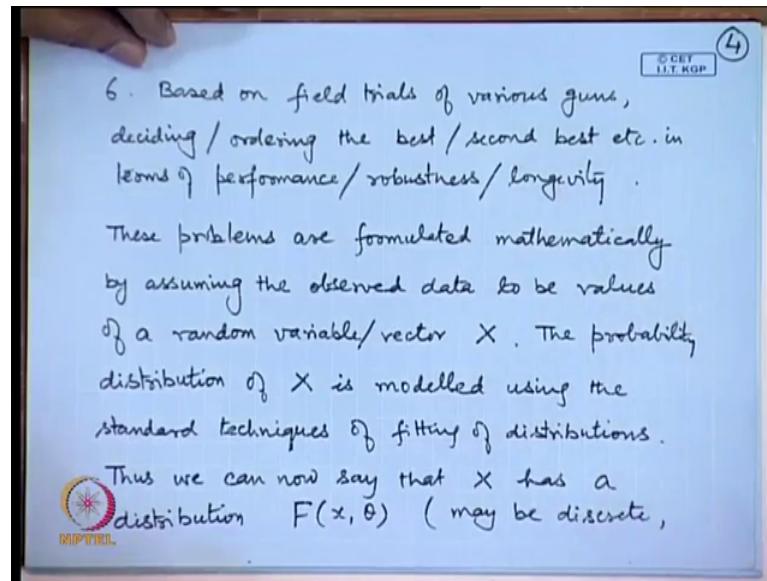 4
© CET
I.I.T. KGP
6. Based on field trials of various guns,
deciding / ordering the best / second best etc. in
terms of performance / robustness / longevity.
These problems are formulated mathematically
by assuming the observed data to be values
of a random variable/vector X. The probability
distribution of X is modelled using the
standard techniques of fitting of distributions.
Thus we can now say that X has a
distribution F(x, θ) (may be discrete,
NPTEL